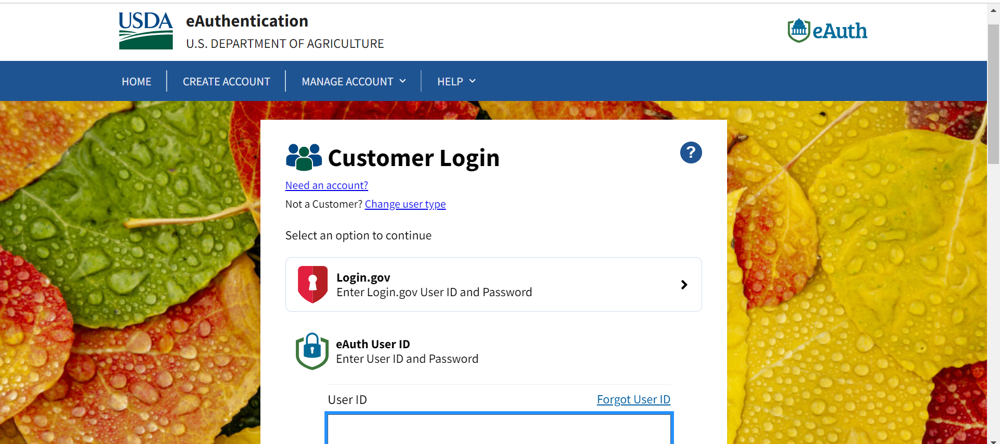 USDA
eAuthentication
U.S. DEPARTMENT OF AGRICULTURE
eAuth
HOME
CREATE ACCOUNT
MANAGE ACCOUNT
HELP
Customer Login
?
Need an account?
Not a Customer? Change user type
Select an option to continue
Login.gov
Enter Login.gov User ID and Password
eAuth User ID
Enter User ID and Password
User ID
Forgot User ID